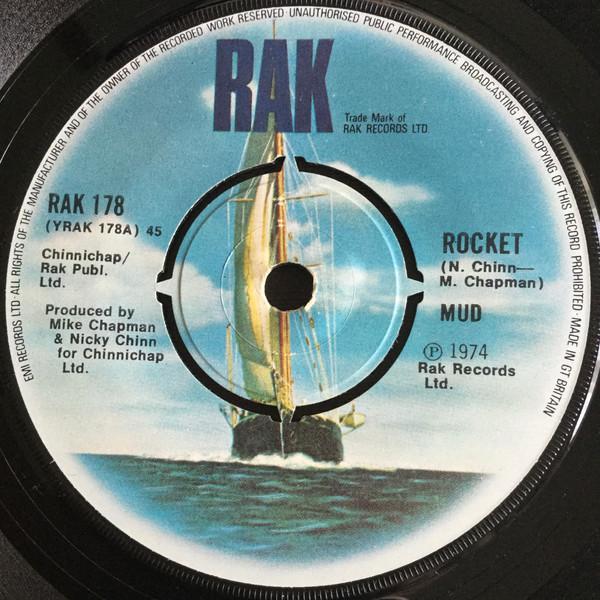 EMI RECORDS LTD·ALL RIGHTS OF THE MANUFACTURER AND OF THE OWNER OF THE RECORDED WORK RESERVED·UNAUTHORISED PUBLIC PERFORMANCE BROADCASTING AND COPYING OF THIS RECORD PROHIBITED·MADE IN GT BRITAIN
RAK
Trade Mark of
RAK RECORDS LTD.
RAK 178
(YRAK 178A) 45
Chinnichap/
Rak Publ.
Ltd.
Produced by
Mike Chapman
& Nicky Chinn
for Chinnichap
Ltd.
ROCKET
(N. Chinn—
M. Chapman)
MUD
Ⓟ 1974
Rak Records
Ltd.